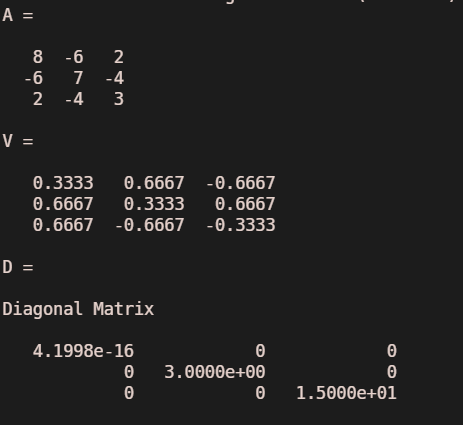 A =
8 -6 2
-6 7 -4
2 -4 3
V =
0.3333 0.6667 -0.6667
0.6667 0.3333 0.6667
0.6667 -0.6667 -0.3333
D =
Diagonal Matrix
4.1998e-16 0 0
0 3.0000e+00 0
0 0 1.5000e+01